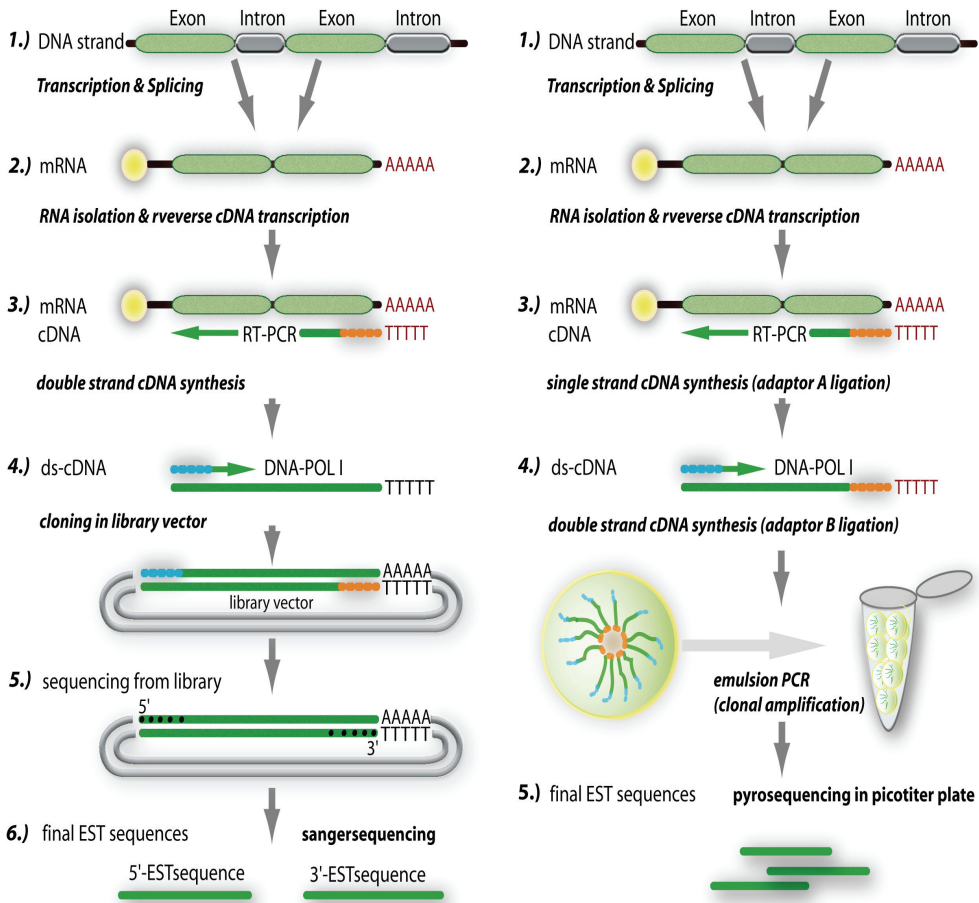 Exon Intron Exon Intron
1.) DNA strand
Transcription & Splicing
2.) mRNA AAAAA
RNA isolation & rveverse cDNA transcription
3.) mRNA AAAAA
cDNA RT-PCR TTTTT
double strand cDNA synthesis
4.) ds-cDNA DNA-POL I
TTTTT
cloning in library vector
AAAAA
TTTTT
library vector
5.) sequencing from library
5'
AAAAA
TTTTT
3'
6.) final EST sequences sangersequencing
5'-ESTsequence 3'-ESTsequence
Exon Intron Exon Intron
1.) DNA strand
Transcription & Splicing
2.) mRNA AAAAA
RNA isolation & rveverse cDNA transcription
3.) mRNA AAAAA
cDNA RT-PCR TTTTT
single strand cDNA synthesis (adaptor A ligation)
4.) ds-cDNA DNA-POL I
TTTTT
double strand cDNA synthesis (adaptor B ligation)
emulsion PCR
(clonal amplification)
5.) final EST sequences pyrosequencing in picotiter plate